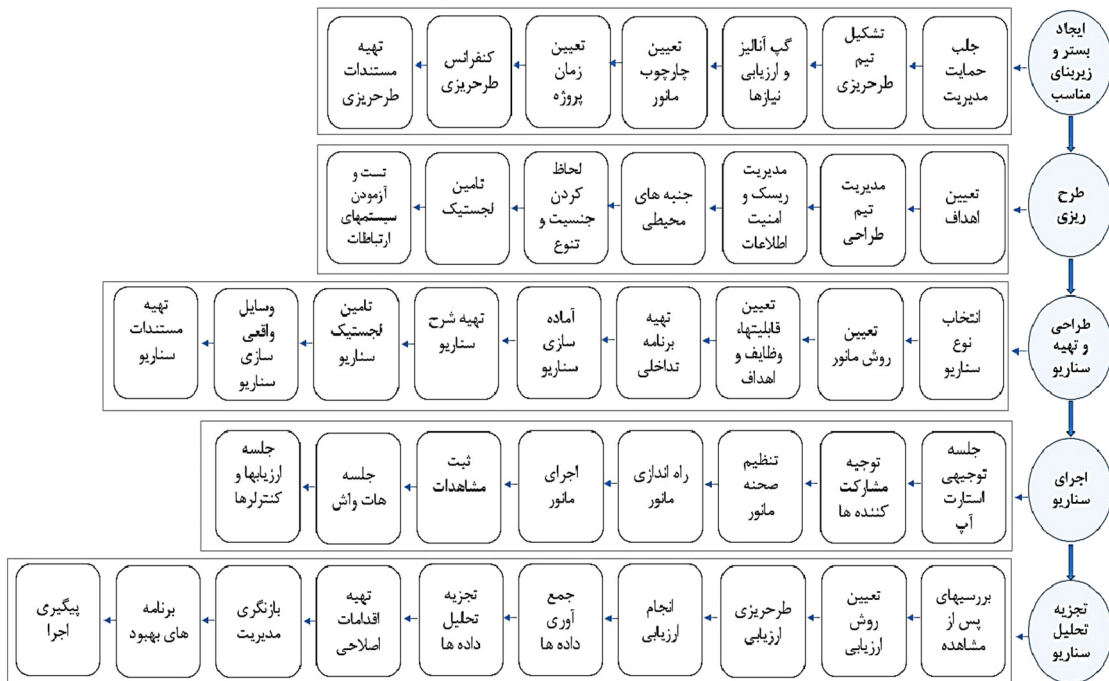 ایجاد
بستر و
زیربنای
مناسب
جلب
حمایت
مدیریت
تشکیل
تیم
طرحریزی
گپ آنالیز
و ارزیابی
نیازها
تعیین
چارچوب
مانور
تعیین
زمان
پروژه
کنفرانس
طرحریزی
تهیه
مستندات
طرحریزی
طرح
ریزی
تعیین
اهداف
مدیریت
تیم
طراحی
مدیریت
ریسک و
امنیت
اطلاعات
جنبه های
محیطی
لحاظ
کردن
جنسیت و
تنوع
تامین
لجستیک
تست و
آزمودن
سیستمهای
ارتباطات
طراحی
و تهیه
سناریو
انتخاب
نوع
سناریو
تعیین
روش مانور
تعیین
قابلیتها،
وظایف و
اهداف
تهیه
برنامه
تداخلی
آماده
سازی
سناریو
تهیه شرح
سناریو
تامین
لجستیک
سناریو
وسایل
واقعی
سازی
سناریو
تهیه
مستندات
سناریو
اجرای
سناریو
جلسه
توجیهی
استارت
آپ
توجیه
مشارکت
کننده ها
تنظیم
صحنه
مانور
راه اندازی
مانور
اجرای
مانور
ثبت
مشاهدات
جلسه
هات واش
جلسه
ارزیابها و
کنترلرها
تجزیه
تحلیل
سناریو
بررسیهای
پس از
مشاهده
تعیین
روش
ارزیابی
طرحریزی
ارزیابی
انجام
ارزیابی
جمع
آوری
داده ها
تجزیه
تحلیل
داده ها
تهیه
اقدامات
اصلاحی
بازنگری
مدیریت
برنامه
های بهبود
پیگیری
اجرا